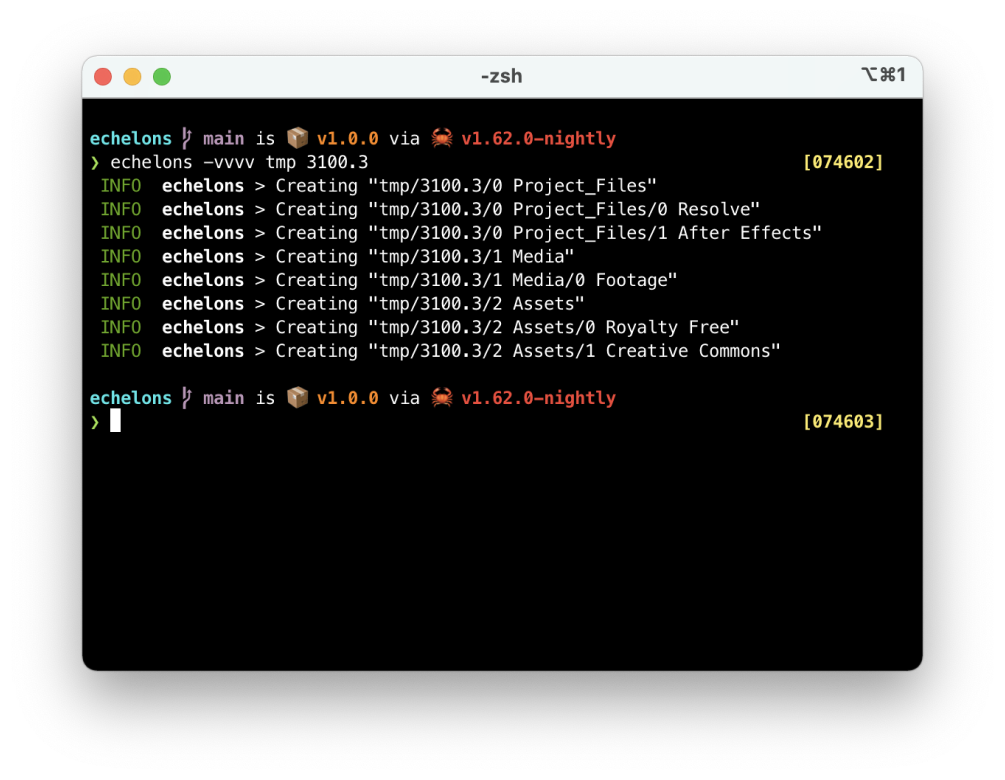 -zsh ⌥⌘1
echelons main is 📦 v1.0.0 via 🦀 v1.62.0-nightly
❯ echelons -vvvv tmp 3100.3 [074602]
INFO echelons > Creating "tmp/3100.3/0 Project_Files"
INFO echelons > Creating "tmp/3100.3/0 Project_Files/0 Resolve"
INFO echelons > Creating "tmp/3100.3/0 Project_Files/1 After Effects"
INFO echelons > Creating "tmp/3100.3/1 Media"
INFO echelons > Creating "tmp/3100.3/1 Media/0 Footage"
INFO echelons > Creating "tmp/3100.3/2 Assets"
INFO echelons > Creating "tmp/3100.3/2 Assets/0 Royalty Free"
INFO echelons > Creating "tmp/3100.3/2 Assets/1 Creative Commons"
echelons main is 📦 v1.0.0 via 🦀 v1.62.0-nightly
❯ [074603]